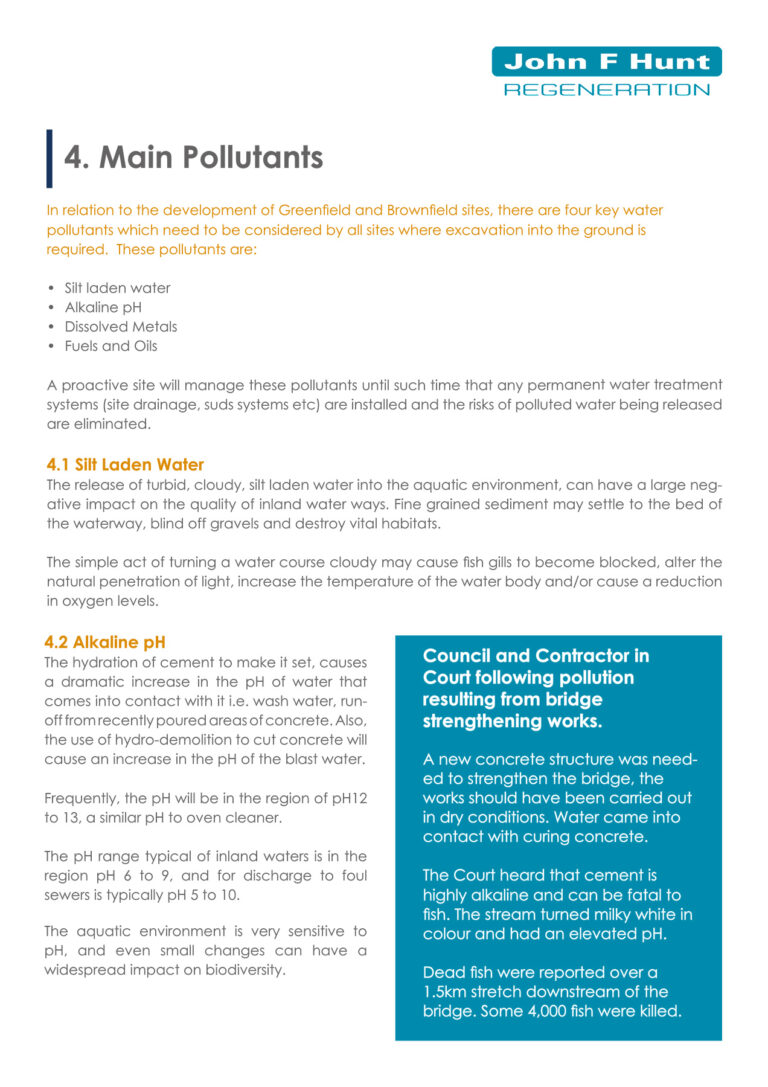 John F Hunt
REGENERATION
4. Main Pollutants
In relation to the development of Greenfield and Brownfield sites, there are four key water
pollutants which need to be considered by all sites where excavation into the ground is
required.  These pollutants are:
• Silt laden water
• Alkaline pH
• Dissolved Metals
• Fuels and Oils
A proactive site will manage these pollutants until such time that any permanent water treatment
systems (site drainage, suds systems etc) are installed and the risks of polluted water being released
are eliminated.
4.1 Silt Laden Water
The release of turbid, cloudy, silt laden water into the aquatic environment, can have a large neg-
ative impact on the quality of inland water ways. Fine grained sediment may settle to the bed of
the waterway, blind off gravels and destroy vital habitats.
The simple act of turning a water course cloudy may cause fish gills to become blocked, alter the
natural penetration of light, increase the temperature of the water body and/or cause a reduction
in oxygen levels.
4.2 Alkaline pH
The hydration of cement to make it set, causes
a dramatic increase in the pH of water that
comes into contact with it i.e. wash water, run-
off from recently poured areas of concrete. Also,
the use of hydro-demolition to cut concrete will
cause an increase in the pH of the blast water.
Frequently, the pH will be in the region of pH12
to 13, a similar pH to oven cleaner.
The pH range typical of inland waters is in the
region pH 6 to 9, and for discharge to foul
sewers is typically pH 5 to 10.
The aquatic environment is very sensitive to
pH, and even small changes can have a
widespread impact on biodiversity.
Council and Contractor in
Court following pollution
resulting from bridge
strengthening works.
A new concrete structure was need-
ed to strengthen the bridge, the
works should have been carried out
in dry conditions. Water came into
contact with curing concrete.
The Court heard that cement is
highly alkaline and can be fatal to
fish. The stream turned milky white in
colour and had an elevated pH.
Dead fish were reported over a
1.5km stretch downstream of the
bridge. Some 4,000 fish were killed.